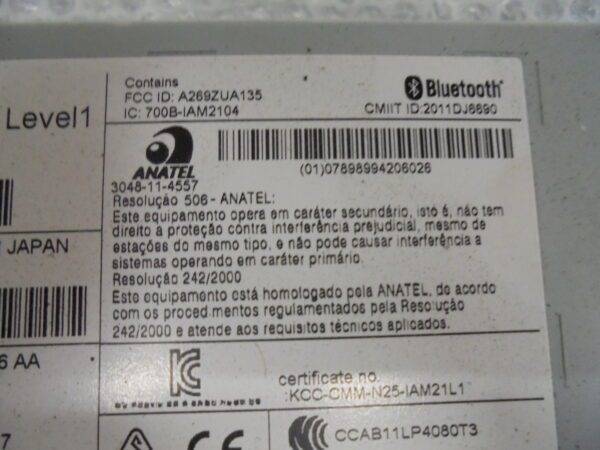 Contains
FCC ID: A269ZUA135
IC: 700B-IAM2104
Bluetooth
CMIIT ID:2011DJ6890
Level1
ANATEL
3048-11-4557
(01)07898994206026
Resolução 506 - ANATEL:
Este equipamento opera em caráter secundário, isto é, não tem
direito a proteção contra interferência prejudicial, mesmo de
estações do mesmo tipo, e não pode causar interferência a
sistemas operando em caráter primário.
Resolução 242/2000
Este equipamento está homologado pela ANATEL, de acordo
com os procedimentos regulamentados pela Resolução
242/2000 e atende aos requisitos técnicos aplicados.
JAPAN
6 AA
certificate no.
:KCC-CMM-N25-IAM21L1
7
CE
CCAB11LP4080T3